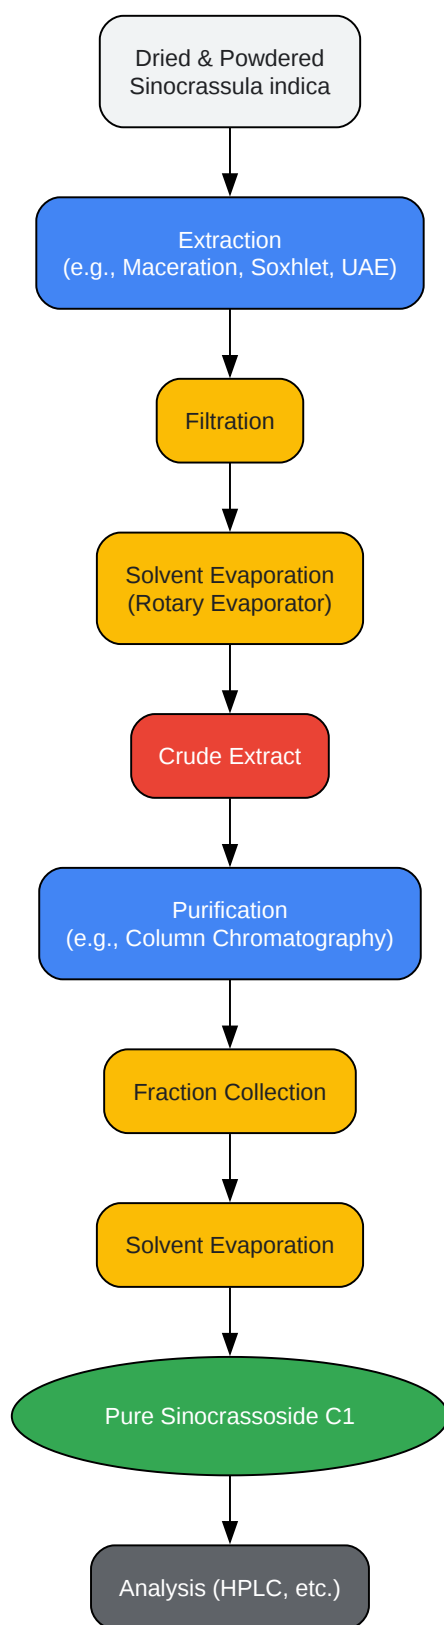 Dried & Powdered
Sinocrassula indica
Extraction
(e.g., Maceration, Soxhlet, UAE)
Filtration
Solvent Evaporation
(Rotary Evaporator)
Crude Extract
Purification
(e.g., Column Chromatography)
Fraction Collection
Solvent Evaporation
Pure Sinocrassoside C1
Analysis (HPLC, etc.)